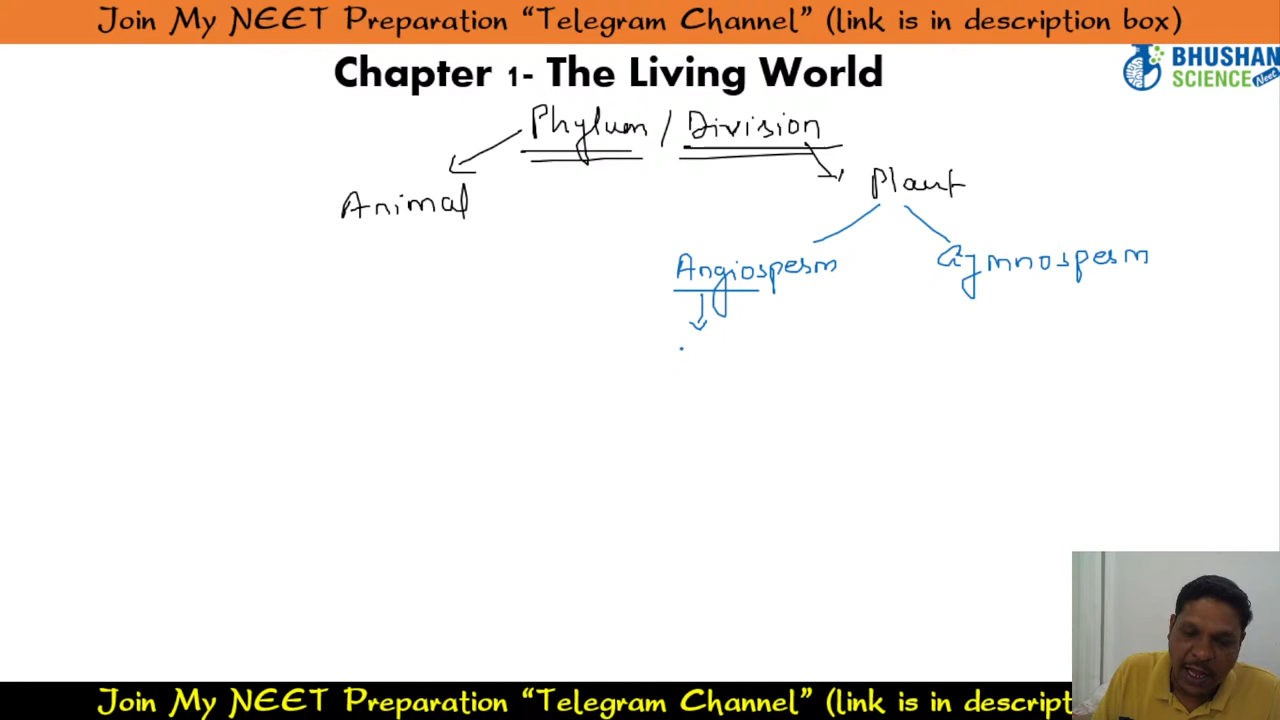 Join My NEET Preparation “Telegram Channel” (link is in description box)
BHUSHAN
SCIENCE Neet
Chapter 1- The Living World
Phylum / Division
Animal
Plant
Angiosperm
Gymnosperm
Join My NEET Preparation “Telegram Channel” (link is in descript